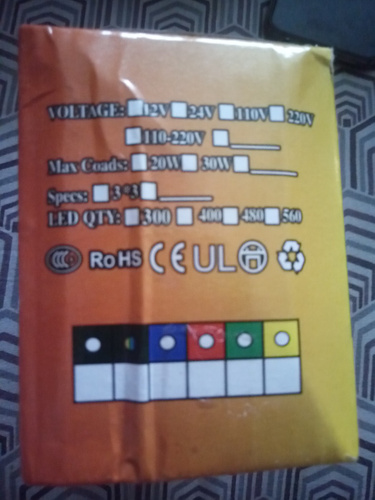 VOLTAGE: 12V 24V 110V 220V
110-220V
Max Coads: 20W 30W
Specs: 3*3
LED QTY: 300 400 480 560
CCC RoHS CE UL